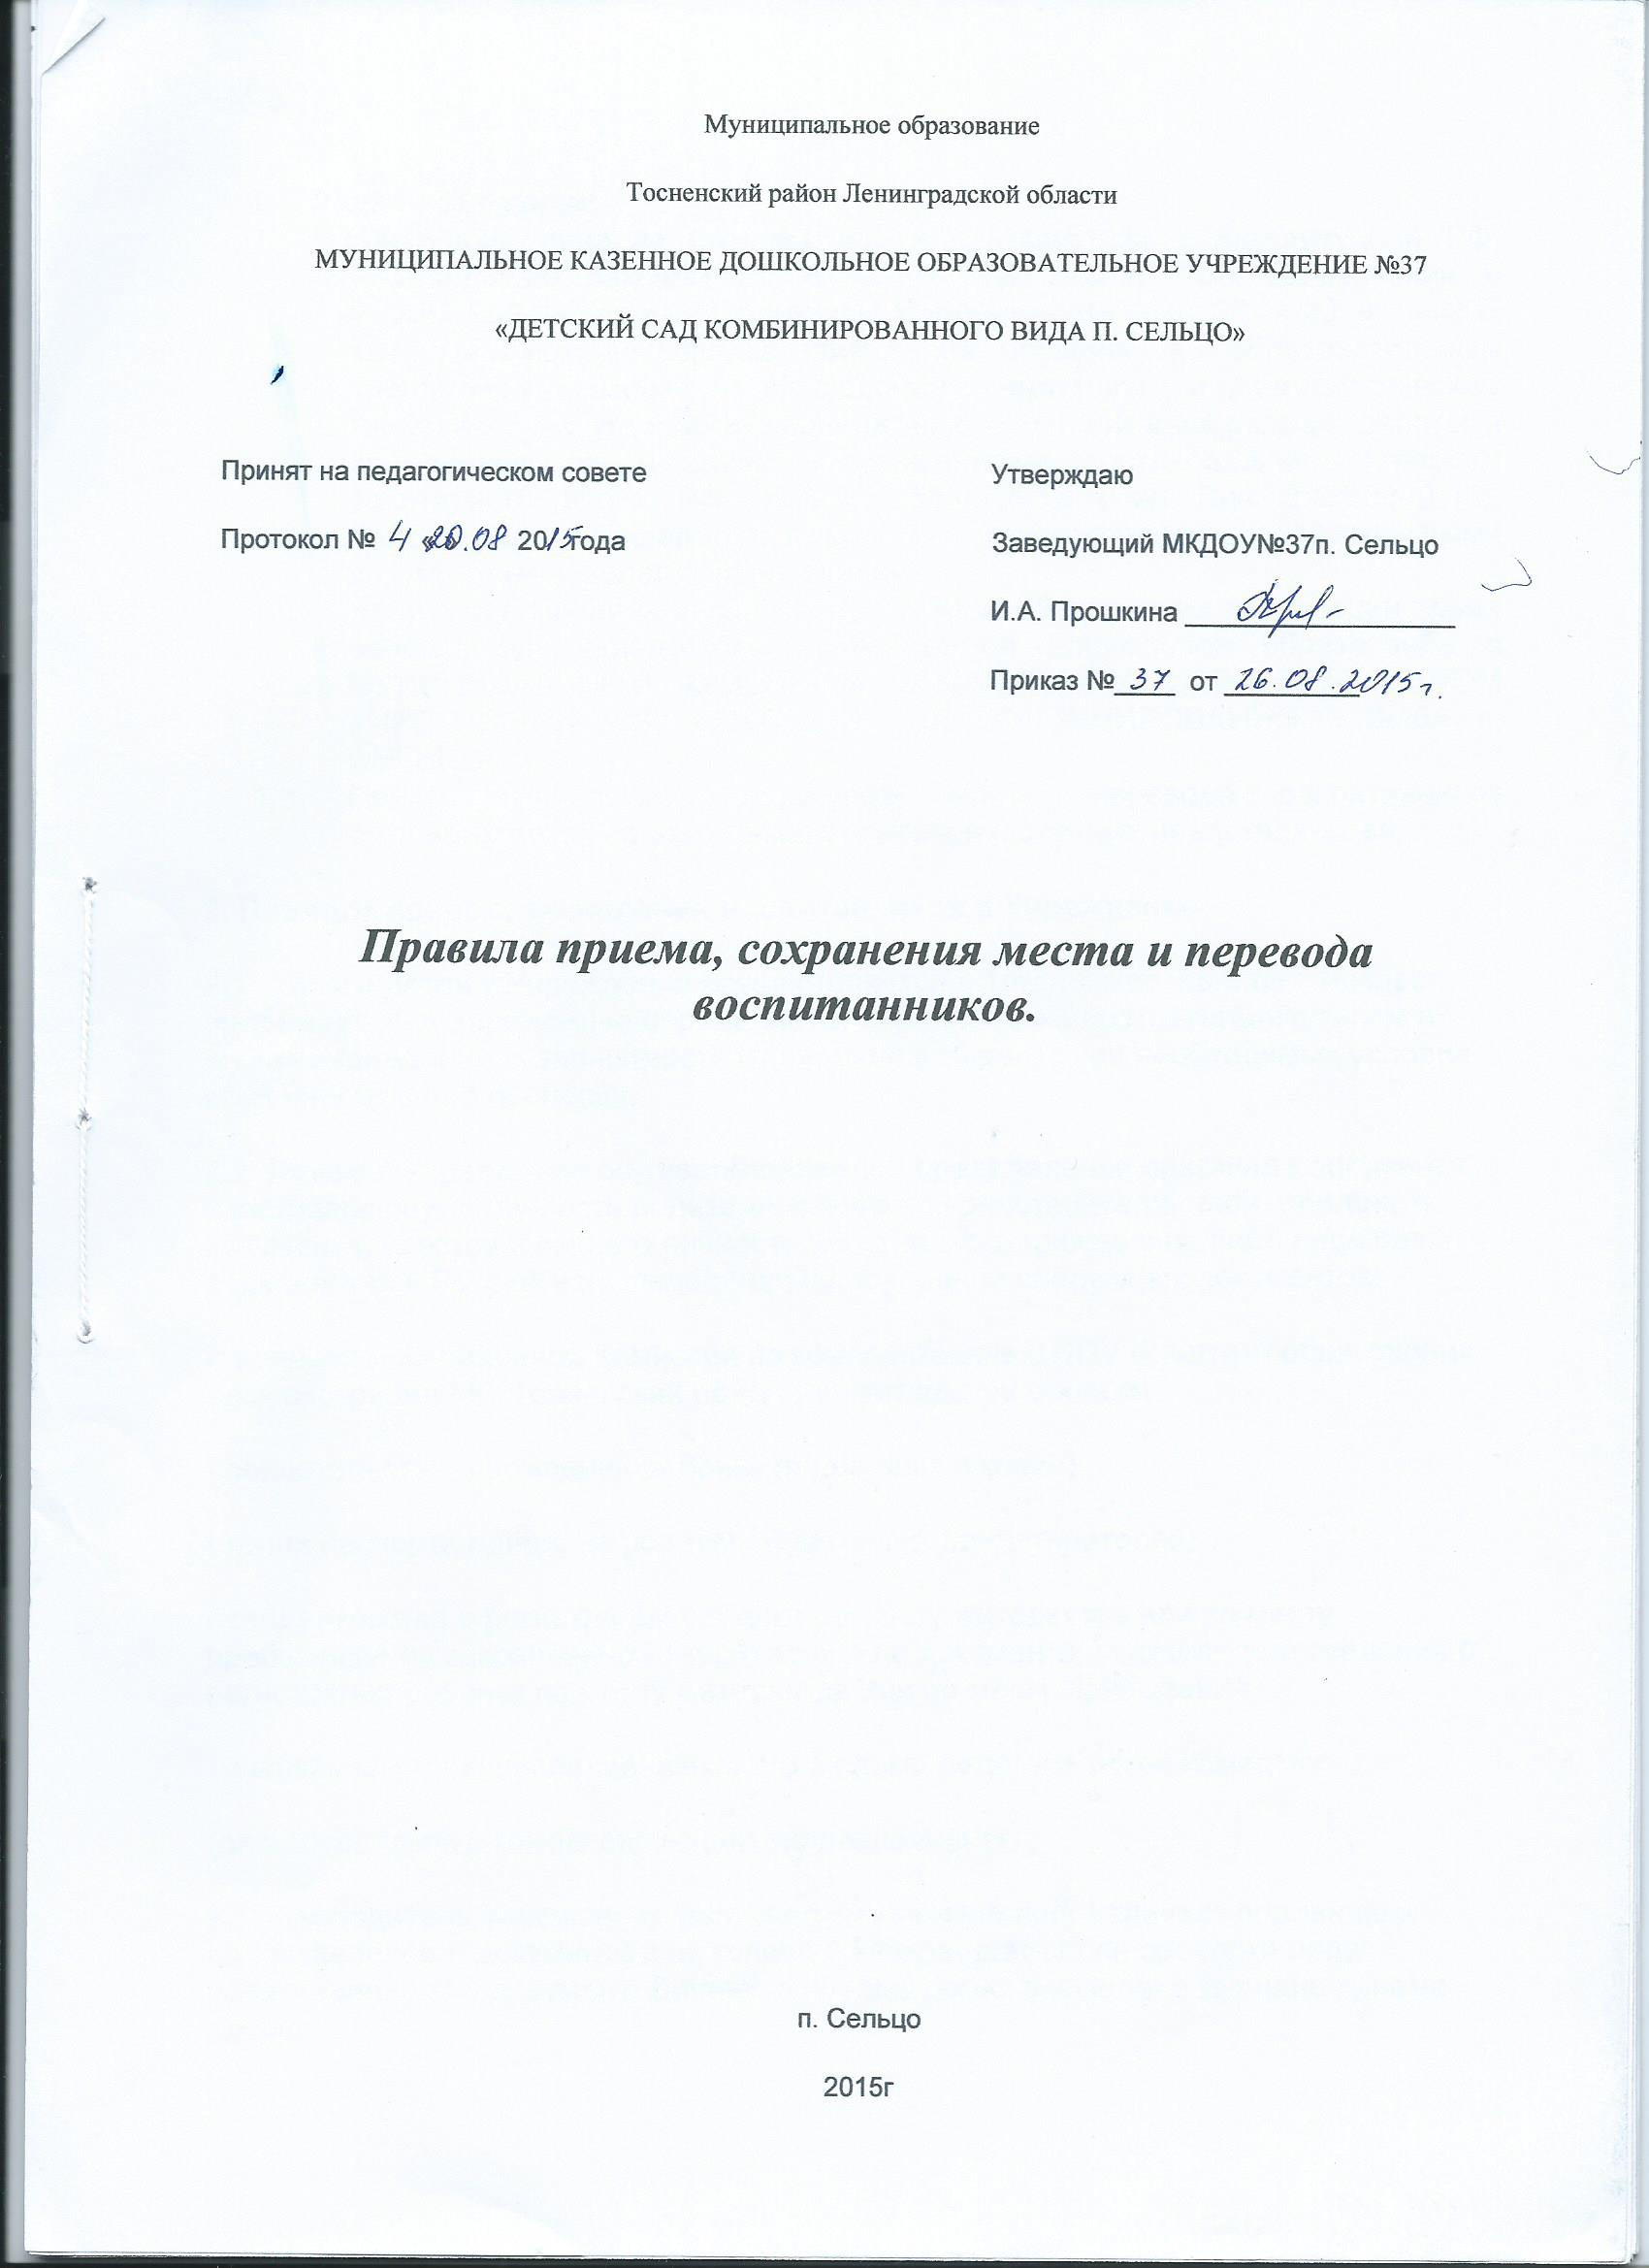 Муниципальное образование
Тосненский район Ленинградской области
МУНИЦИПАЛЬНОЕ КАЗЕННОЕ ДОШКОЛЬНОЕ ОБРАЗОВАТЕЛЬНОЕ УЧРЕЖДЕНИЕ №37
«ДЕТСКИЙ САД КОМБИНИРОВАННОГО ВИДА П. СЕЛЬЦО»
Принят на педагогическом совете
Протокол № 4 «20.08 2015года
Утверждаю
Заведующий МКДОУ№37п. Сельцо
И.А. Прошкина
Приказ № 37 от 26.08.2015г.
Правила приема, сохранения места и перевода
воспитанников.
п. Сельцо
2015г